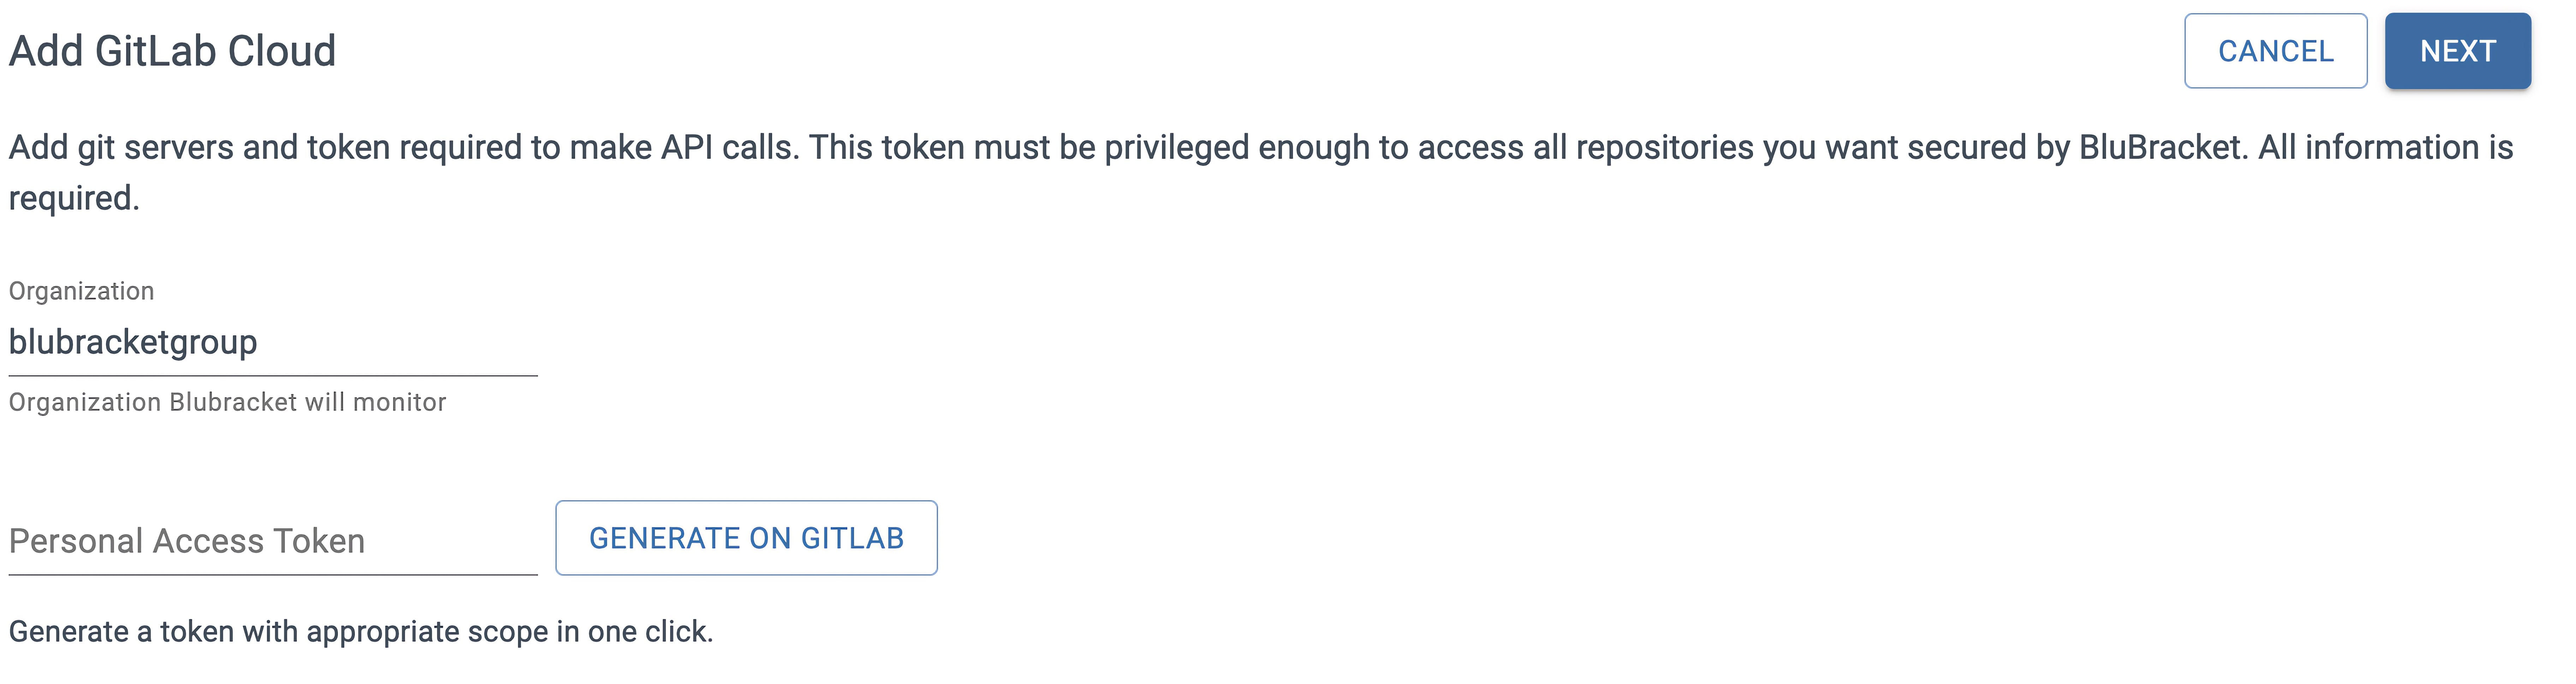 Add GitLab Cloud
CANCEL
NEXT
Add git servers and token required to make API calls. This token must be privileged enough to access all repositories you want secured by BluBracket. All information is
required.
Organization
blubracketgroup
Organization Blubracket will monitor
Personal Access Token
GENERATE ON GITLAB
Generate a token with appropriate scope in one click.